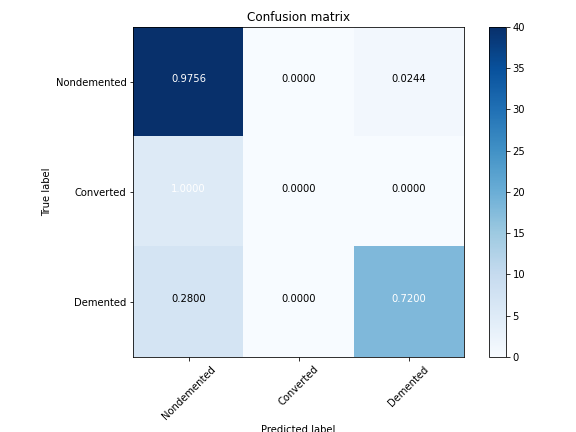 Confusion matrix
Nondemented 0.9756 0.0000 0.0244
Converted 1.0000 0.0000 0.0000
Demented 0.2800 0.0000 0.7200
True label
Nondemented Converted Demented
Predicted label
40
35
30
25
20
15
10
5
0